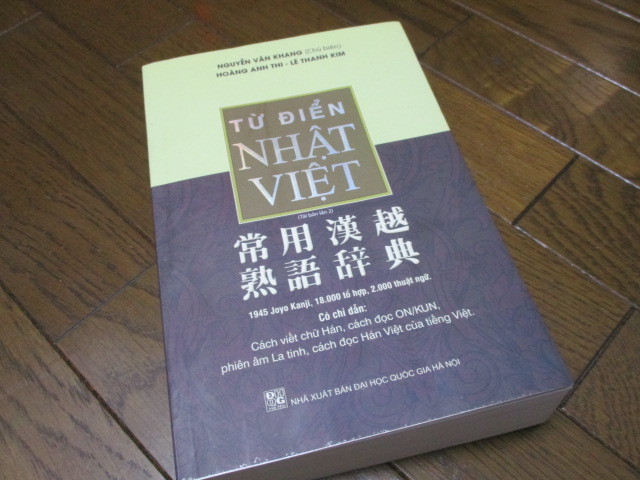 NGUYỄN VĂN KHANG (Chủ biên)
HOÀNG ANH THI - LÊ THANH KIM
TỪ ĐIỂN
NHẬT
VIỆT
(Tái bản lần 2)
常用漢越
熟語辞典
1945 Joyo Kanji, 18.000 tổ hợp, 2.000 thuật ngữ.
Có chỉ dẫn:
Cách viết chữ Hán, cách đọc ON/KUN,
phiên âm La tinh, cách đọc Hán Việt của tiếng Việt.
NHÀ XUẤT BẢN ĐẠI HỌC QUỐC GIA HÀ NỘI